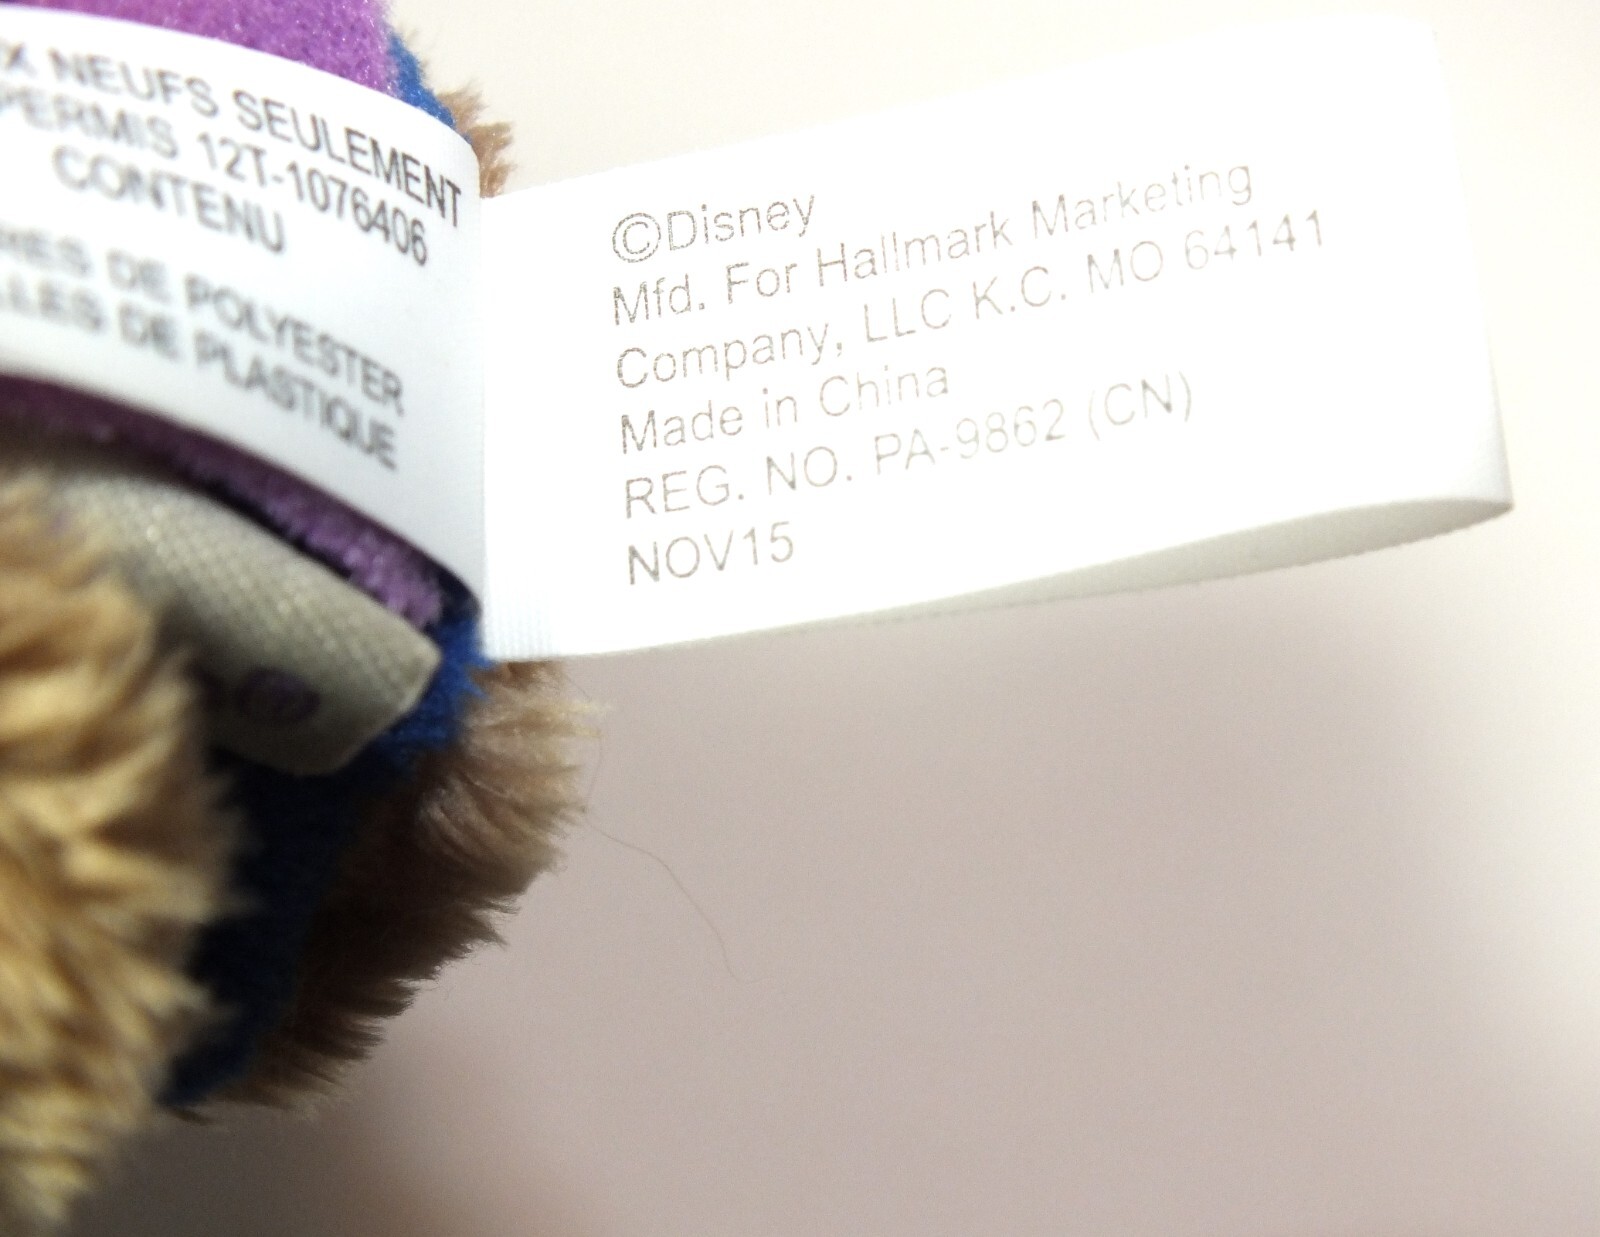 NEUFS SEULEMENT
PERMIS 12T-1076406
CONTENU
DE POLYESTER
DE PLASTIQUE
©Disney
Mfd. For Hallmark Marketing
Company, LLC K.C. MO 64141
Made in China
REG. NO. PA-9862 (CN)
NOV15